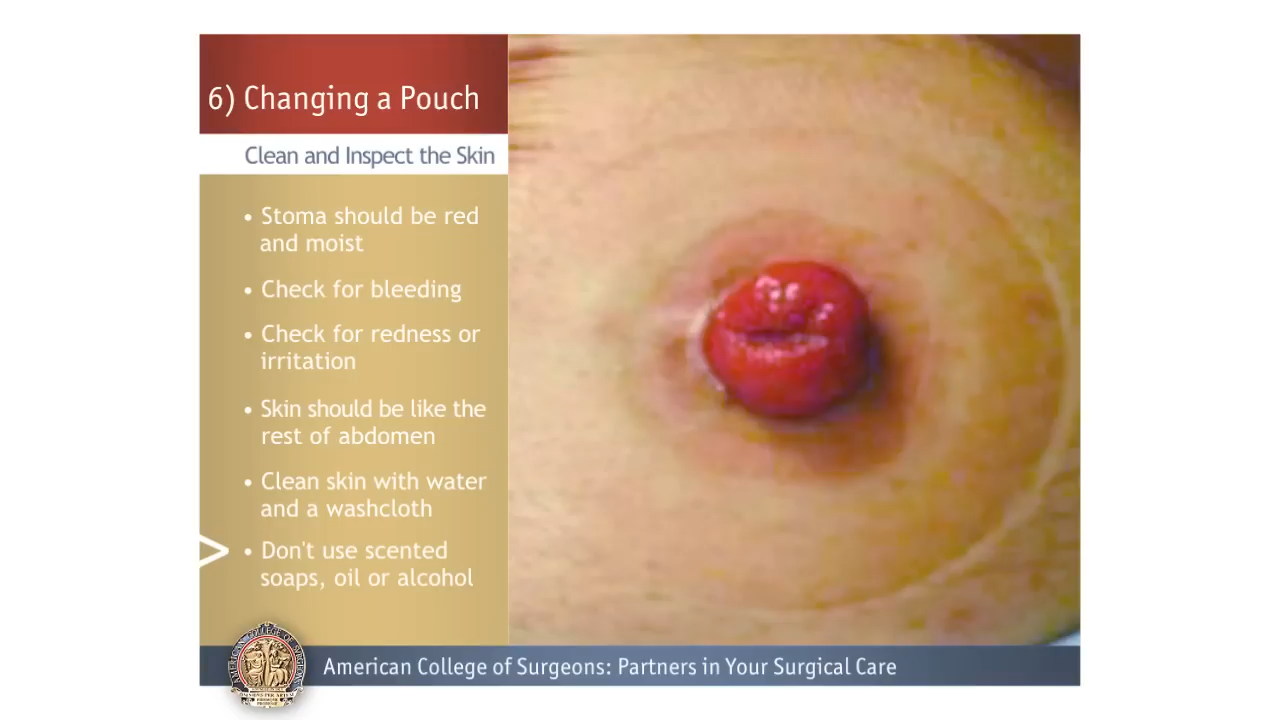 6) Changing a Pouch
Clean and Inspect the Skin
• Stoma should be red
and moist
• Check for bleeding
• Check for redness or
irritation
• Skin should be like the
rest of abdomen
• Clean skin with water
and a washcloth
> • Don't use scented
soaps, oil or alcohol
American College of Surgeons: Partners in Your Surgical Care